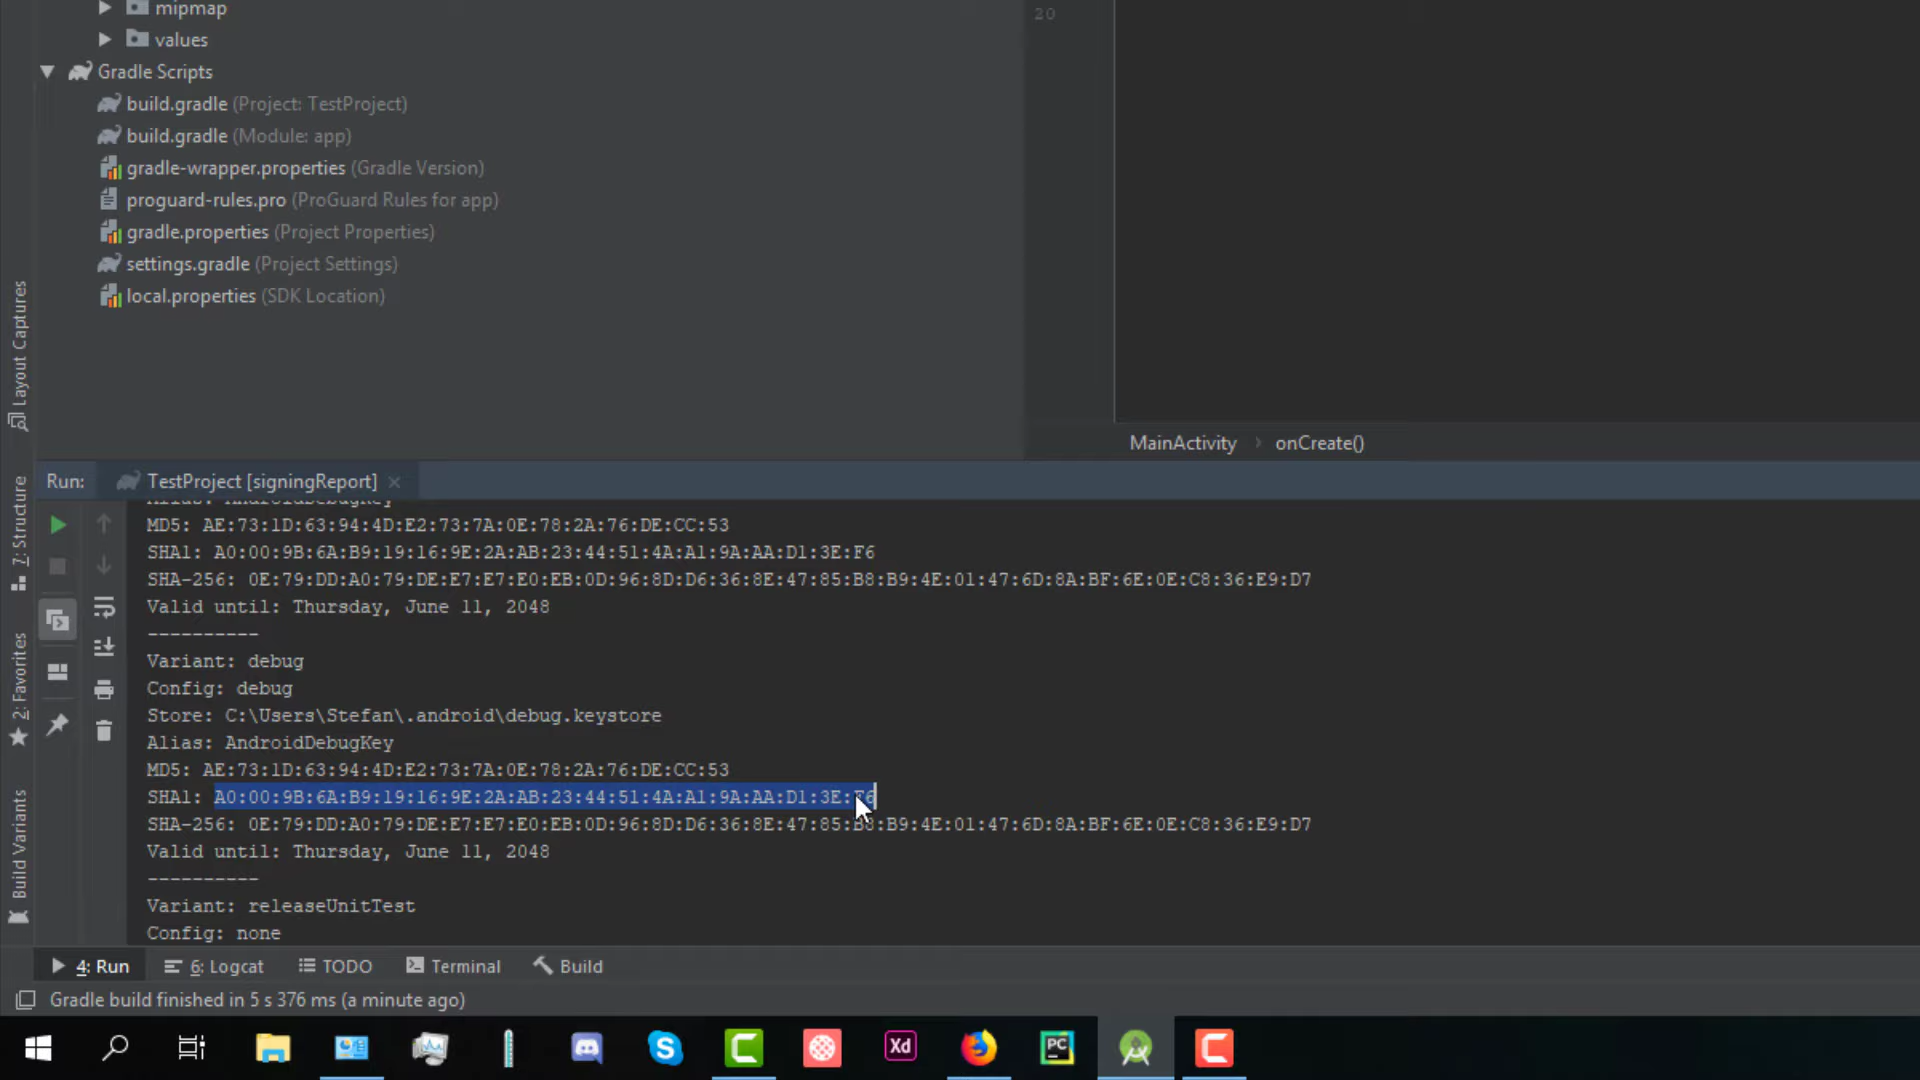 mipmap
20
values
Gradle Scripts
build.gradle (Project: TestProject)
build.gradle (Module: app)
gradle-wrapper.properties (Gradle Version)
proguard-rules.pro (ProGuard Rules for app)
gradle.properties (Project Properties)
settings.gradle (Project Settings)
local.properties (SDK Location)
Layout Captures
MainActivity › onCreate()
Run: TestProject [signingReport]
Alias: AndroidDebugKey
MD5: AE:73:1D:63:94:4D:E2:73:7A:0E:78:2A:76:DE:CC:53
SHA1: A0:00:9B:6A:B9:19:16:9E:2A:AB:23:44:51:4A:A1:9A:AA:D1:3E:F6
SHA-256: 0E:79:DD:A0:79:DE:E7:E7:E0:EB:0D:96:8D:D6:36:8E:47:85:B8:B9:4E:01:47:6D:8A:BF:6E:0E:C8:36:E9:D7
Valid until: Thursday, June 11, 2048
----------
Variant: debug
Config: debug
Store: C:\Users\Stefan\.android\debug.keystore
Alias: AndroidDebugKey
MD5: AE:73:1D:63:94:4D:E2:73:7A:0E:78:2A:76:DE:CC:53
SHA1: A0:00:9B:6A:B9:19:16:9E:2A:AB:23:44:51:4A:A1:9A:AA:D1:3E:F6
SHA-256: 0E:79:DD:A0:79:DE:E7:E7:E0:EB:0D:96:8D:D6:36:8E:47:85:B8:B9:4E:01:47:6D:8A:BF:6E:0E:C8:36:E9:D7
Valid until: Thursday, June 11, 2048
----------
Variant: releaseUnitTest
Config: none
7: Structure
2: Favorites
Build Variants
4: Run 6: Logcat TODO Terminal Build
Gradle build finished in 5 s 376 ms (a minute ago)
Xd
PC